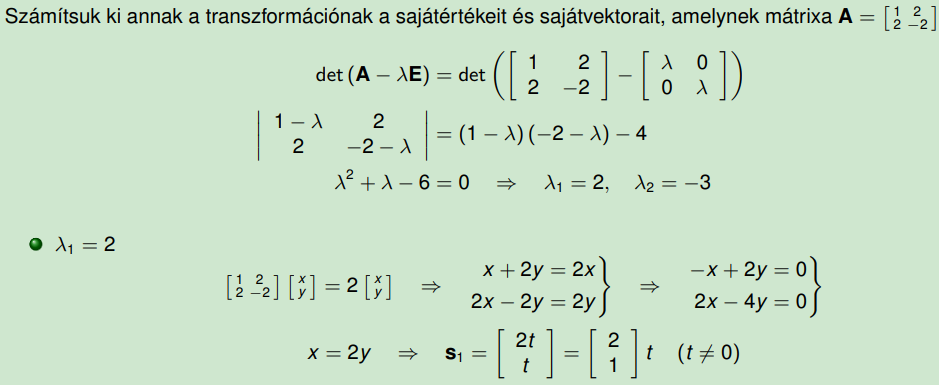 Számítsuk ki annak a transzformációnak a sajátértékeit és sajátvektorait, amelynek mátrixa A = [1 2; 2 −2]
det (A − λE) = det ([1 2; 2 −2] − [λ 0; 0 λ])
|1 − λ 2; 2 −2 − λ| = (1 − λ)(−2 − λ) − 4
λ² + λ − 6 = 0 ⇒ λ₁ = 2, λ₂ = −3
λ₁ = 2
[1 2; 2 −2] [x; y] = 2 [x; y] ⇒ x + 2y = 2x; 2x − 2y = 2y} ⇒ −x + 2y = 0; 2x − 4y = 0}
x = 2y ⇒ s₁ = [2t; t] = [2; 1] t (t ≠ 0)